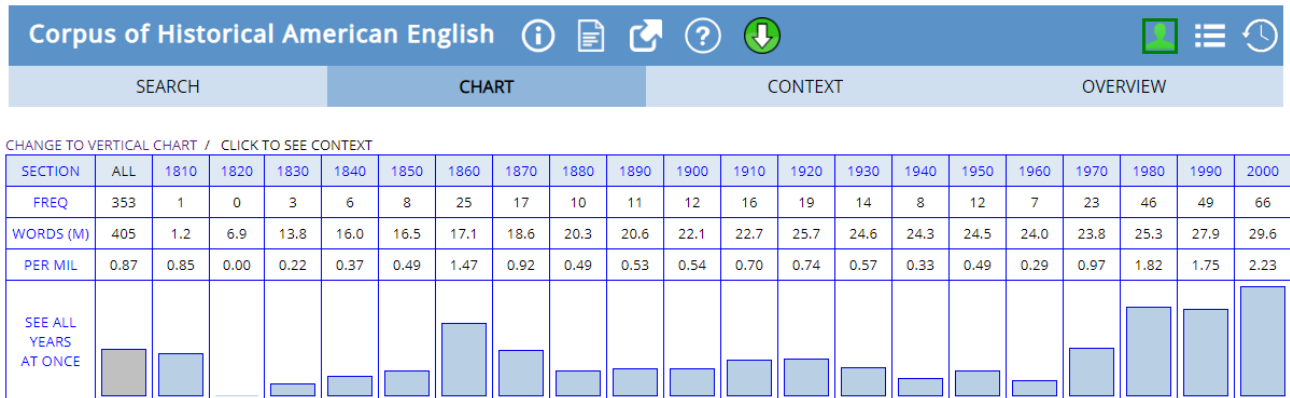 Corpus of Historical American English
SEARCH CHART CONTEXT OVERVIEW
CHANGE TO VERTICAL CHART / CLICK TO SEE CONTEXT
SECTION ALL 1810 1820 1830 1840 1850 1860 1870 1880 1890 1900 1910 1920 1930 1940 1950 1960 1970 1980 1990 2000
FREQ 353 1 0 3 6 8 25 17 10 11 12 16 19 14 8 12 7 23 46 49 66
WORDS (M) 405 1.2 6.9 13.8 16.0 16.5 17.1 18.6 20.3 20.6 22.1 22.7 25.7 24.6 24.3 24.5 24.0 23.8 25.3 27.9 29.6
PER MIL 0.87 0.85 0.00 0.22 0.37 0.49 1.47 0.92 0.49 0.53 0.54 0.70 0.74 0.57 0.33 0.49 0.29 0.97 1.82 1.75 2.23
SEE ALL
YEARS
AT ONCE